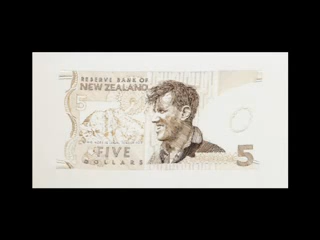 RESERVE BANK OF
NEW ZEALAND
5
FIVE
DOLLARS
5